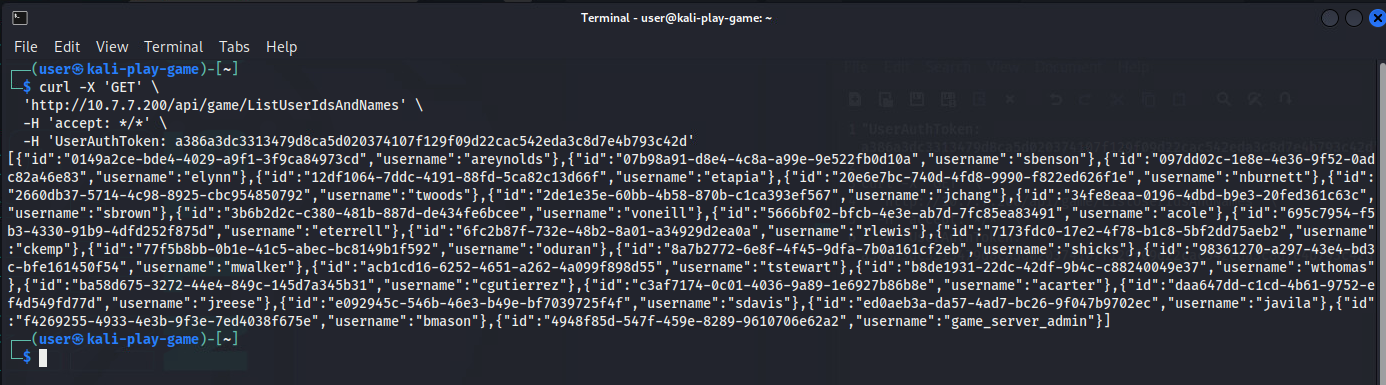 Terminal - user@kali-play-game: ~
File Edit View Terminal Tabs Help
┌──(user㉿kali-play-game)-[~]
└─$ curl -X 'GET' \
'http://10.7.7.200/api/game/ListUserIdsAndNames' \
-H 'accept: */*' \
-H 'UserAuthToken: a386a3dc3313479d8ca5d020374107f129f09d22cac542eda3c8d7e4b793c42d'
[{"id":"0149a2ce-bde4-4029-a9f1-3f9ca84973cd","username":"areynolds"},{"id":"07b98a91-d8e4-4c8a-a99e-9e522fb0d10a","username":"sbenson"},{"id":"097dd02c-1e8e-4e36-9f52-0ad
c82a46e83","username":"elynn"},{"id":"12df1064-7ddc-4191-88fd-5ca82c13d66f","username":"etapia"},{"id":"20e6e7bc-740d-4fd8-9990-f822ed626f1e","username":"nburnett"},{"id":
"2660db37-5714-4c98-8925-cbc954850792","username":"twoods"},{"id":"2de1e35e-60bb-4b58-870b-c1ca393ef567","username":"jchang"},{"id":"34fe8eaa-0196-4dbd-b9e3-20fed361c63c",
"username":"sbrown"},{"id":"3b6b2d2c-c380-481b-887d-de434fe6bcee","username":"voneill"},{"id":"5666bf02-bfcb-4e3e-ab7d-7fc85ea83491","username":"acole"},{"id":"695c7954-f5
b3-4330-91b9-4dfd252f875d","username":"eterrell"},{"id":"6fc2b87f-732e-48b2-8a01-a34929d2ea0a","username":"rlewis"},{"id":"7173fdc0-17e2-4f78-b1c8-5bf2dd75aeb2","username"
:"ckemp"},{"id":"77f5b8bb-0b1e-41c5-abec-bc8149b1f592","username":"oduran"},{"id":"8a7b2772-6e8f-4f45-9dfa-7b0a161cf2eb","username":"shicks"},{"id":"98361270-a297-43e4-bd3
c-bfe161450f54","username":"mwalker"},{"id":"acb1cd16-6252-4651-a262-4a099f898d55","username":"tstewart"},{"id":"b8de1931-22dc-42df-9b4c-c88240049e37","username":"wthomas"
},{"id":"ba58d675-3272-44e4-849c-145d7a345b31","username":"cgutierrez"},{"id":"c3af7174-0c01-4036-9a89-1e6927b86b8e","username":"acarter"},{"id":"daa647dd-c1cd-4b61-9752-e
f4d549fd77d","username":"jreese"},{"id":"e092945c-546b-46e3-b49e-bf7039725f4f","username":"sdavis"},{"id":"ed0aeb3a-da57-4ad7-bc26-9f047b9702ec","username":"javila"},{"id"
:"f4269255-4933-4e3b-9f3e-7ed4038f675e","username":"bmason"},{"id":"4948f85d-547f-459e-8289-9610706e62a2","username":"game_server_admin"}]
┌──(user㉿kali-play-game)-[~]
└─$